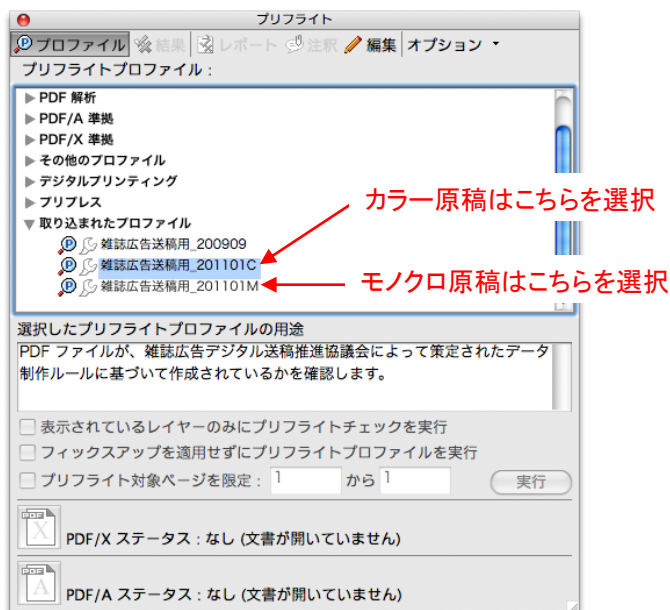 プリフライト
プロファイル 結果 レポート 注釈 編集 オプション
プリフライトプロファイル：
PDF 解析
PDF/A 準拠
PDF/X 準拠
その他のプロファイル
デジタルプリンティング
プリプレス
カラー原稿はこちらを選択
取り込まれたプロファイル
雑誌広告送稿用_200909
雑誌広告送稿用_201101C
雑誌広告送稿用_201101M
モノクロ原稿はこちらを選択
選択したプリフライトプロファイルの用途
PDF ファイルが、雑誌広告デジタル送稿推進協議会によって策定されたデータ
制作ルールに基づいて作成されているかを確認します。
表示されているレイヤーのみにプリフライトチェックを実行
フィックスアップを適用せずにプリフライトプロファイルを実行
プリフライト対象ページを限定： 1 から 1 実行
PDF/X ステータス：なし (文書が開いていません)
PDF/A ステータス：なし (文書が開いていません)